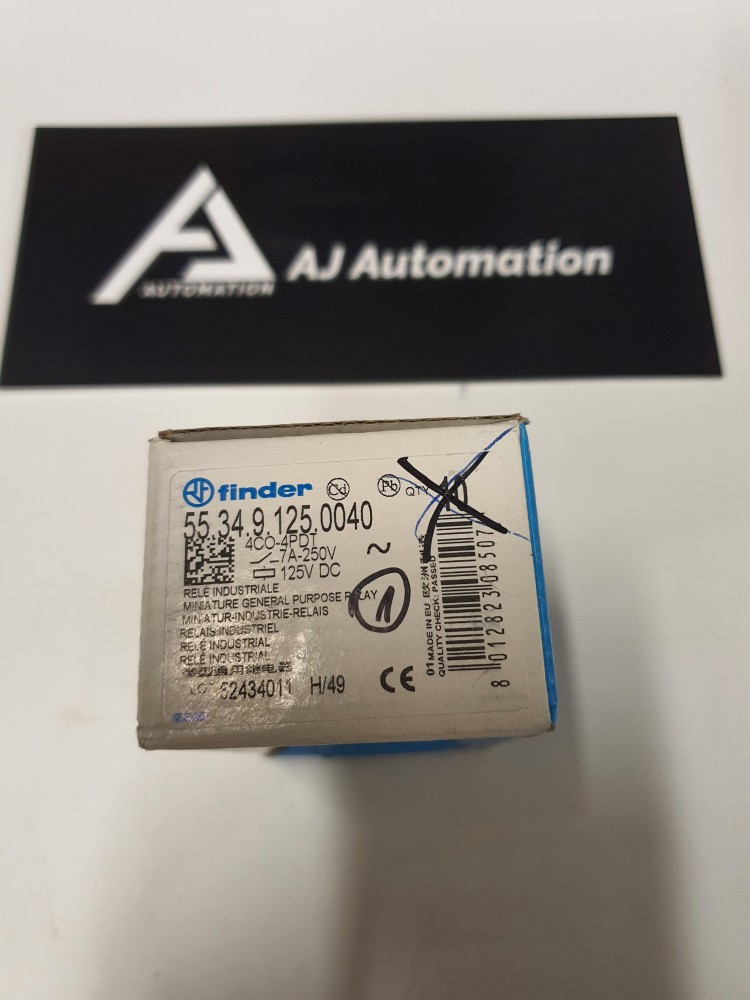 AJ Automation
AUTOMATION
finder
Cd
Pb
QTY 10
55.34.9.125.0040
4CO-4PDT
7A-250V ~
125V DC
RELÈ INDUSTRIALE
MINIATURE GENERAL PURPOSE RELAY
MINIATUR-INDUSTRIE-RELAIS
RELAIS INDUSTRIEL
RELÉ INDUSTRIAL
RELÉ INDUSTRIAL
1
52434011 H/49
CE
01 MADE IN EU
QUALITY CHECK PASSED
8 012823 08507